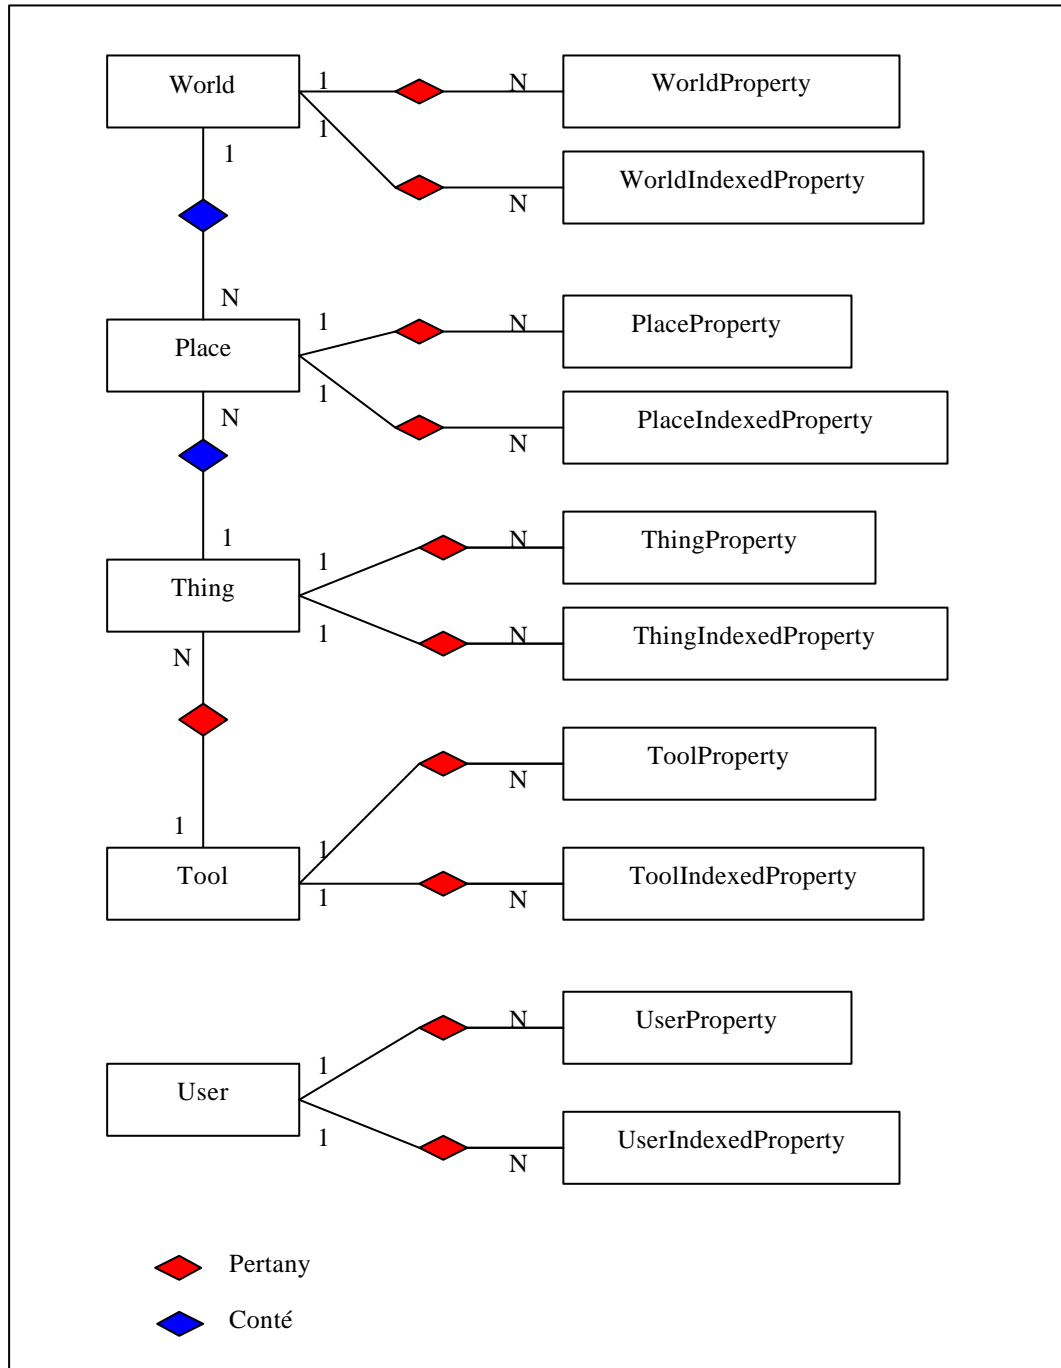 World
1
N
WorldProperty
1
N
WorldIndexedProperty
1
N
Place
1
N
PlaceProperty
1
N
PlaceIndexedProperty
N
1
Thing
1
N
ThingProperty
1
N
ThingIndexedProperty
N
1
Tool
1
N
ToolProperty
1
N
ToolIndexedProperty
User
1
N
UserProperty
1
N
UserIndexedProperty
Pertany
Conté